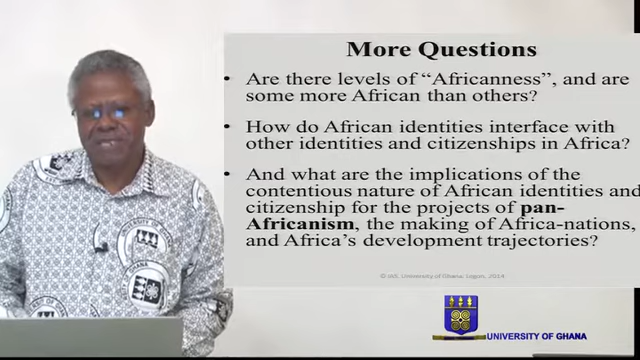 More Questions
• Are there levels of “Africanness”, and are
some more African than others?
• How do African identities interface with
other identities and citizenships in Africa?
• And what are the implications of the
contentious nature of African identities and
citizenship for the projects of pan-
Africanism, the making of Africa-nations,
and Africa’s development trajectories?
University of Ghana, Legon, 2014
UNIVERSITY OF GHANA